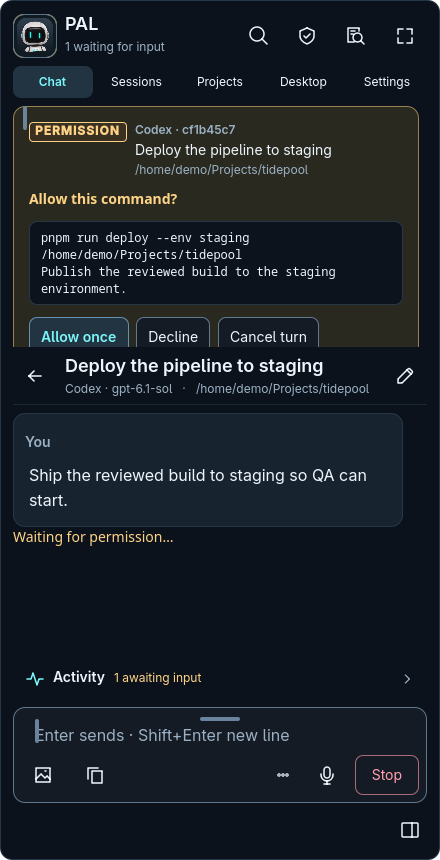 PAL
1 waiting for input
Chat
Sessions
Projects
Desktop
Settings
PERMISSION
Codex · cf1b45c7
Deploy the pipeline to staging
/home/demo/Projects/tidepool
Allow this command?
pnpm run deploy --env staging
/home/demo/Projects/tidepool
Publish the reviewed build to the staging
environment.
Allow once
Decline
Cancel turn
Deploy the pipeline to staging
Codex · gpt-6.1-sol · /home/demo/Projects/tidepool
You
Ship the reviewed build to staging so QA can
start.
Waiting for permission...
Activity
1 awaiting input
Enter sends · Shift+Enter new line
Stop